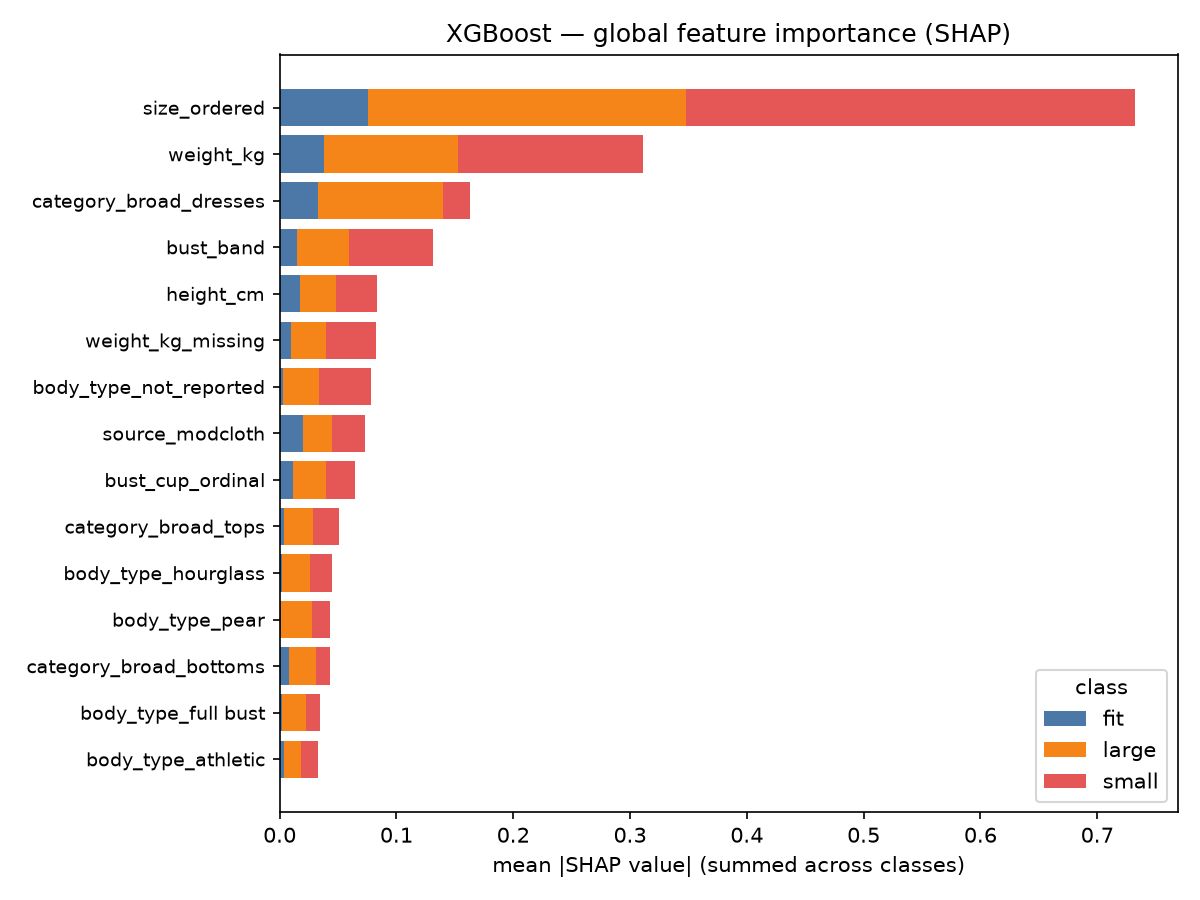 XGBoost — global feature importance (SHAP)
size_ordered
weight_kg
category_broad_dresses
bust_band
height_cm
weight_kg_missing
body_type_not_reported
source_modcloth
bust_cup_ordinal
category_broad_tops
body_type_hourglass
body_type_pear
category_broad_bottoms
body_type_full bust
body_type_athletic
class
fit
large
small
0.0 0.1 0.2 0.3 0.4 0.5 0.6 0.7
mean |SHAP value| (summed across classes)